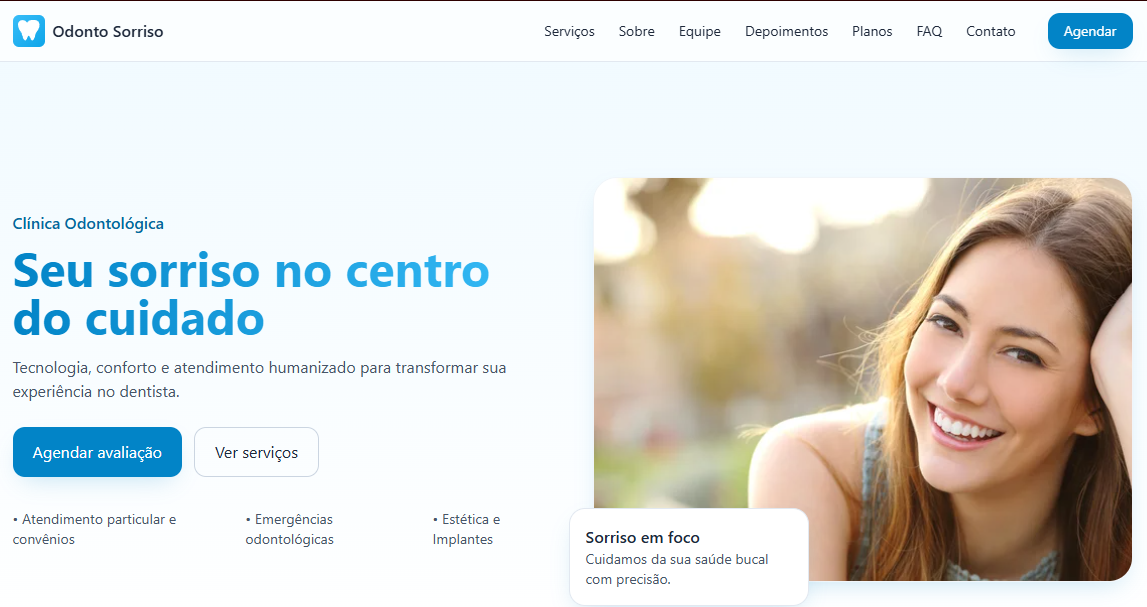 Odonto Sorriso
Serviços
Sobre
Equipe
Depoimentos
Planos
FAQ
Contato
Agendar
Clínica Odontológica
Seu sorriso no centro
do cuidado
Tecnologia, conforto e atendimento humanizado para transformar sua
experiência no dentista.
Agendar avaliação
Ver serviços
• Atendimento particular e
convênios
• Emergências
odontológicas
• Estética e
Implantes
Sorriso em foco
Cuidamos da sua saúde bucal
com precisão.